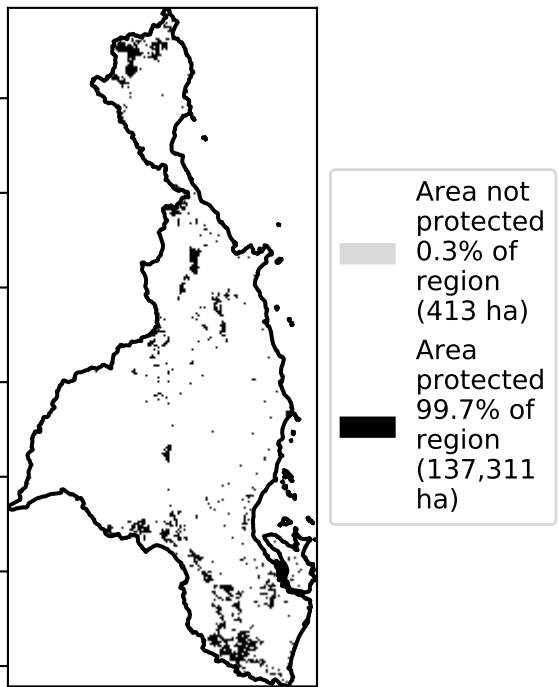 Area not
protected
0.3% of
region
(413 ha)
Area
protected
99.7% of
region
(137,311
ha)